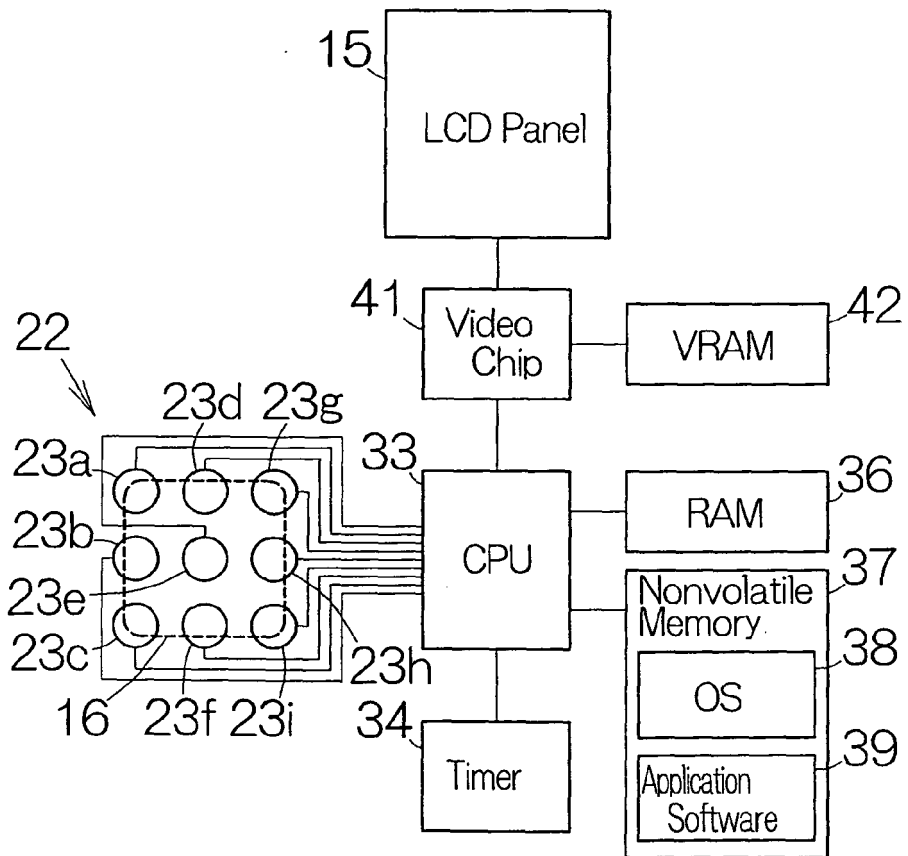 15
LCD Panel
41
Video
Chip
42
VRAM
22
23d
23g
23a
33
36
RAM
23b
CPU
37
Nonvolatile
Memory
23e
38
23c
23h
OS
16
23f
23i
34
39
Timer
Application
Software